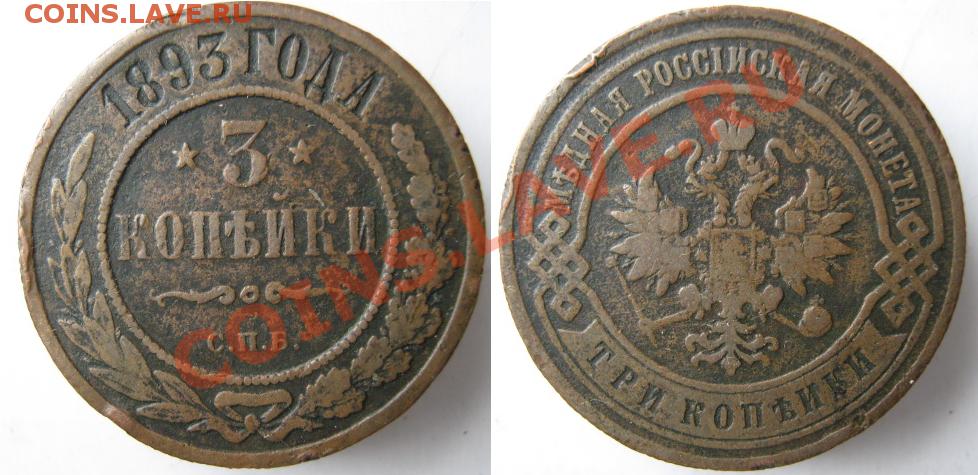 COINS.LAVE.RU
1893 ГОДА
3
КОПѢЙКИ
С.П.Б
МѢДНАЯ РОССІЙСКАЯ МОНЕТА
ТРИ КОПѢЙКИ
COINS.LAVE.RU